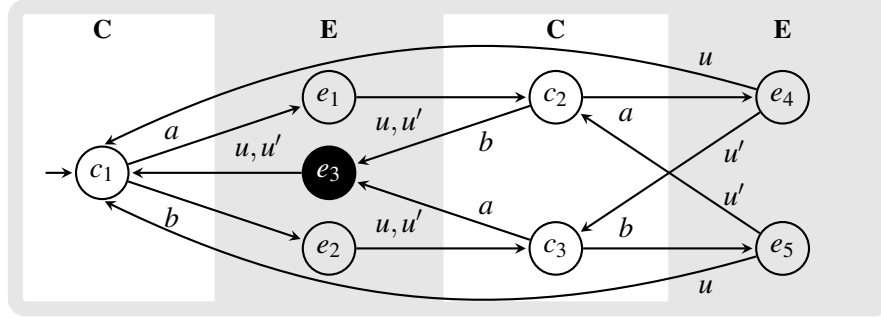 C E C E
u
e1 c2 e4
a u, u′ a
u, u′ b u′
c1 e3
a u′
b u, u′ b
e2 c3 e5
u